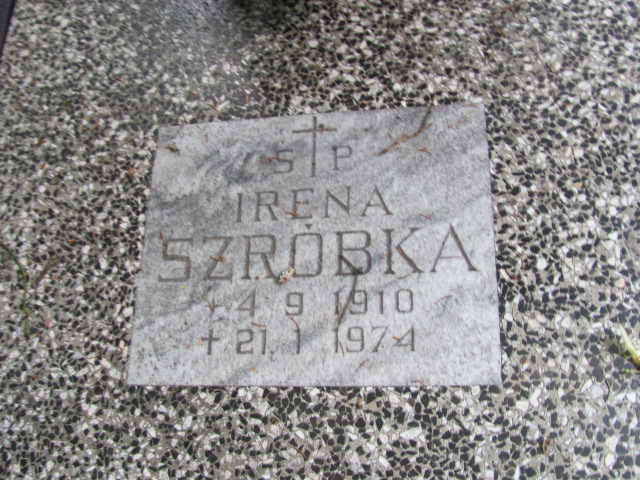 Ś P
IRENA
SZRÓBKA
* 4 9 1910
+ 21 1 1974